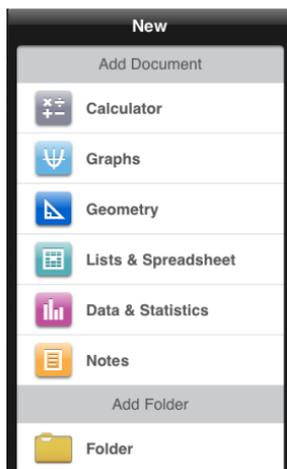 New
Add Document
Calculator
Graphs
Geometry
Lists & Spreadsheet
Data & Statistics
Notes
Add Folder
Folder